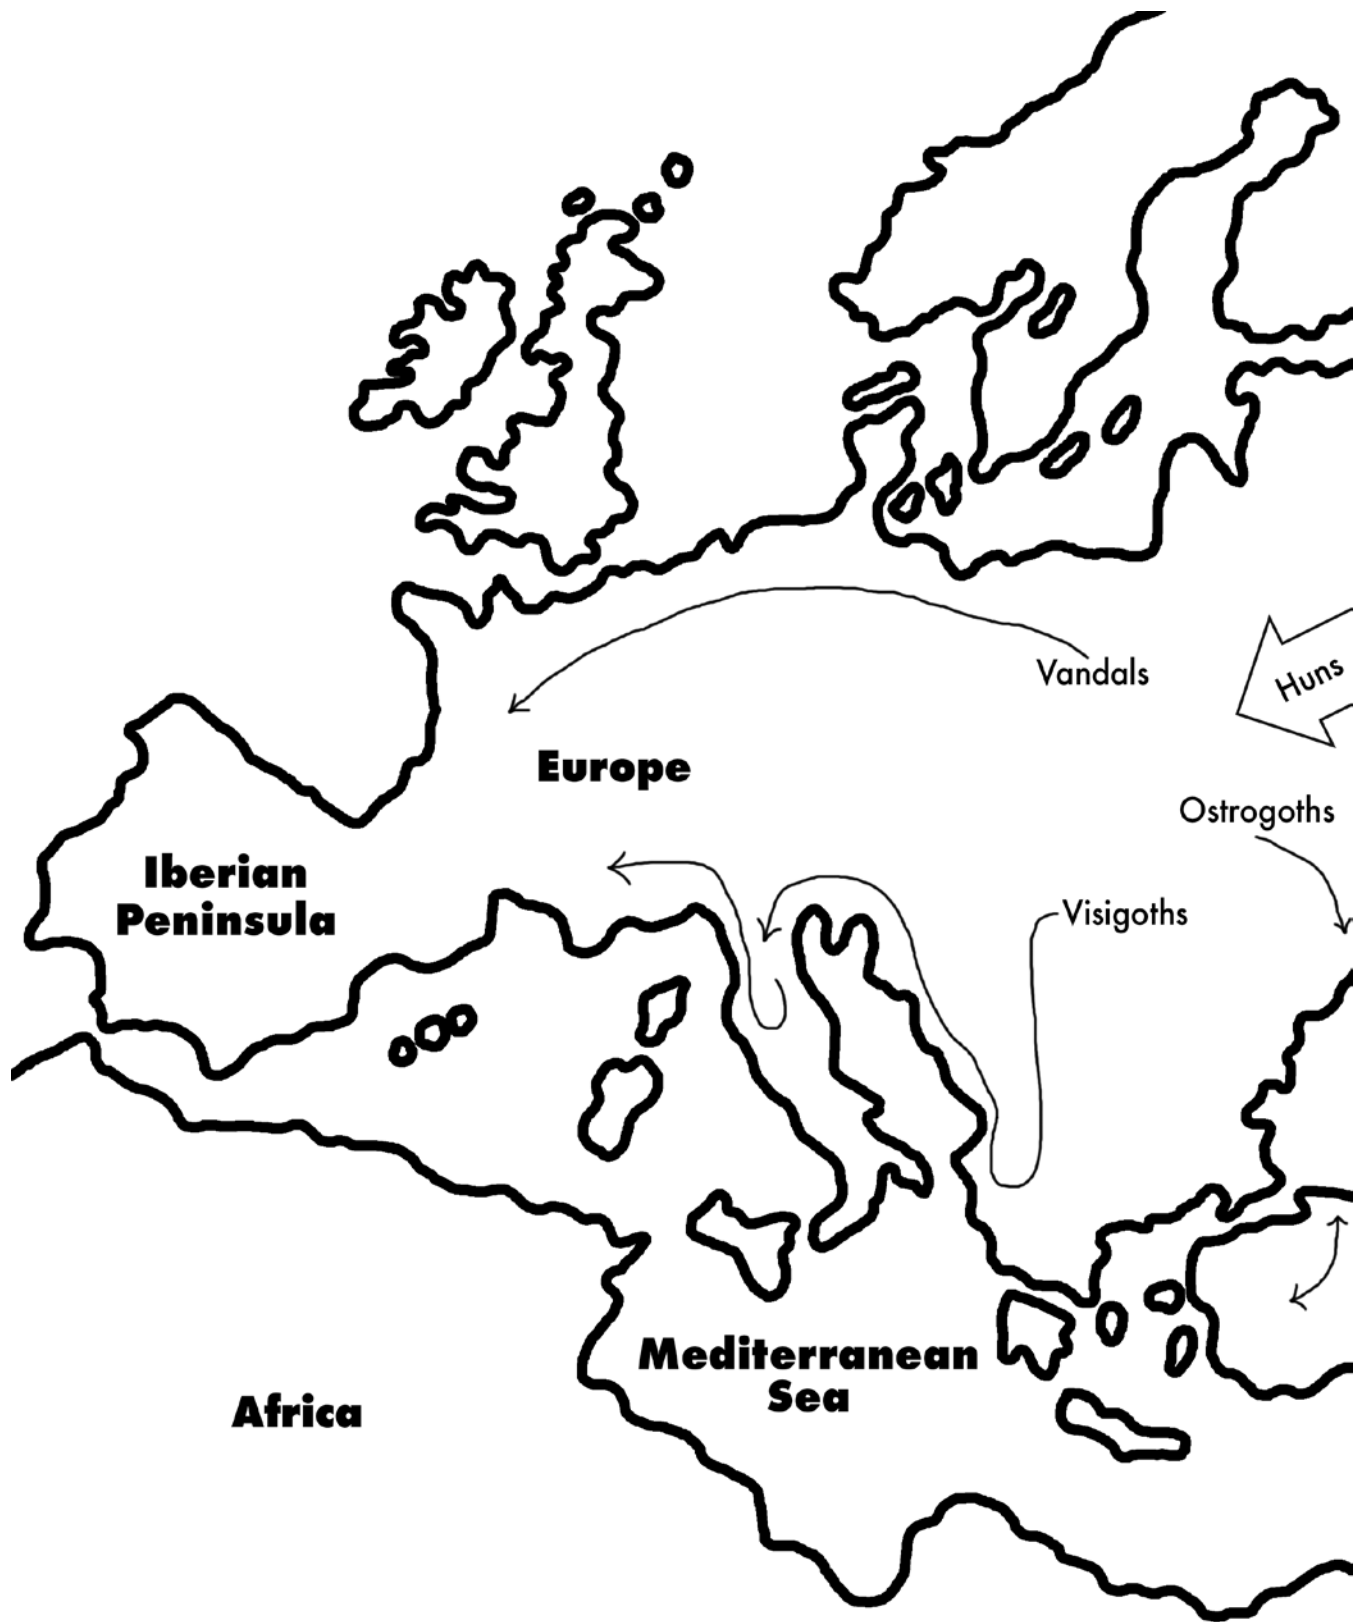 Vandals
Huns
Europe
Ostrogoths
Iberian
Peninsula
Visigoths
Mediterranean
Sea
Africa